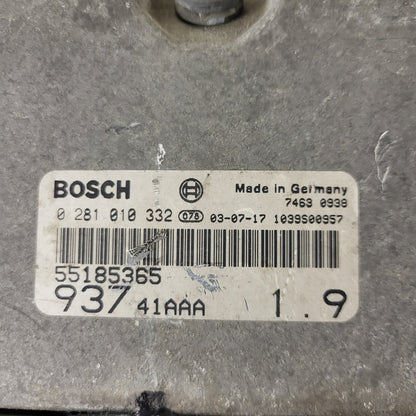 BOSCH Made in Germany
7463 0938
0 281 010 332 078 03-07-17 1039S00957
55185365
937 41AAA 1.9